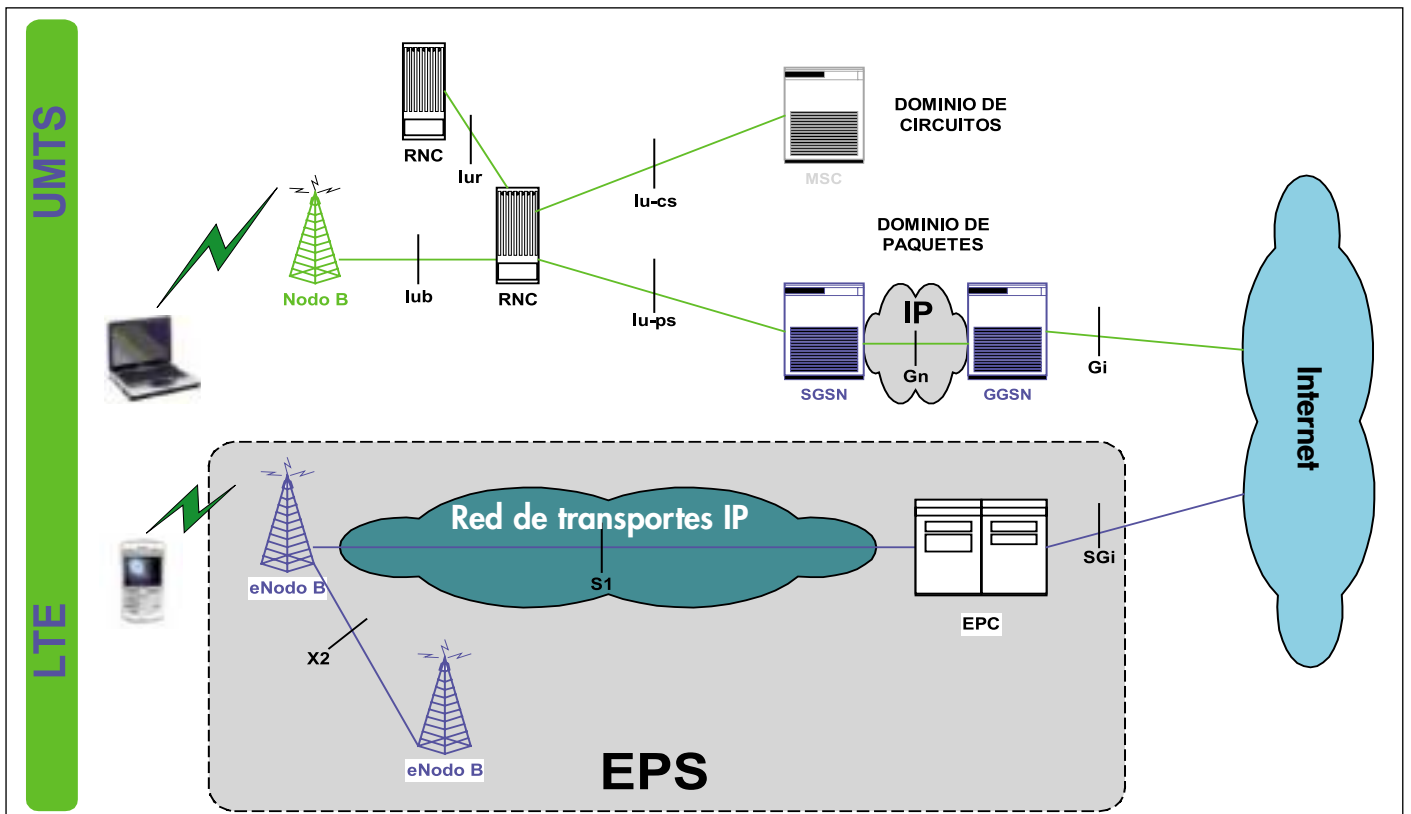 UMTS
RNC
Iur
DOMINIO DE
CIRCUITOS
MSC
Iu-cs
Nodo B
Iub
RNC
Iu-ps
DOMINIO DE
PAQUETES
IP
Gn
SGSN
GGSN
Gi
Internet
LTE
eNodo B
Red de transportes IP
S1
X2
eNodo B
EPC
SGi
EPS